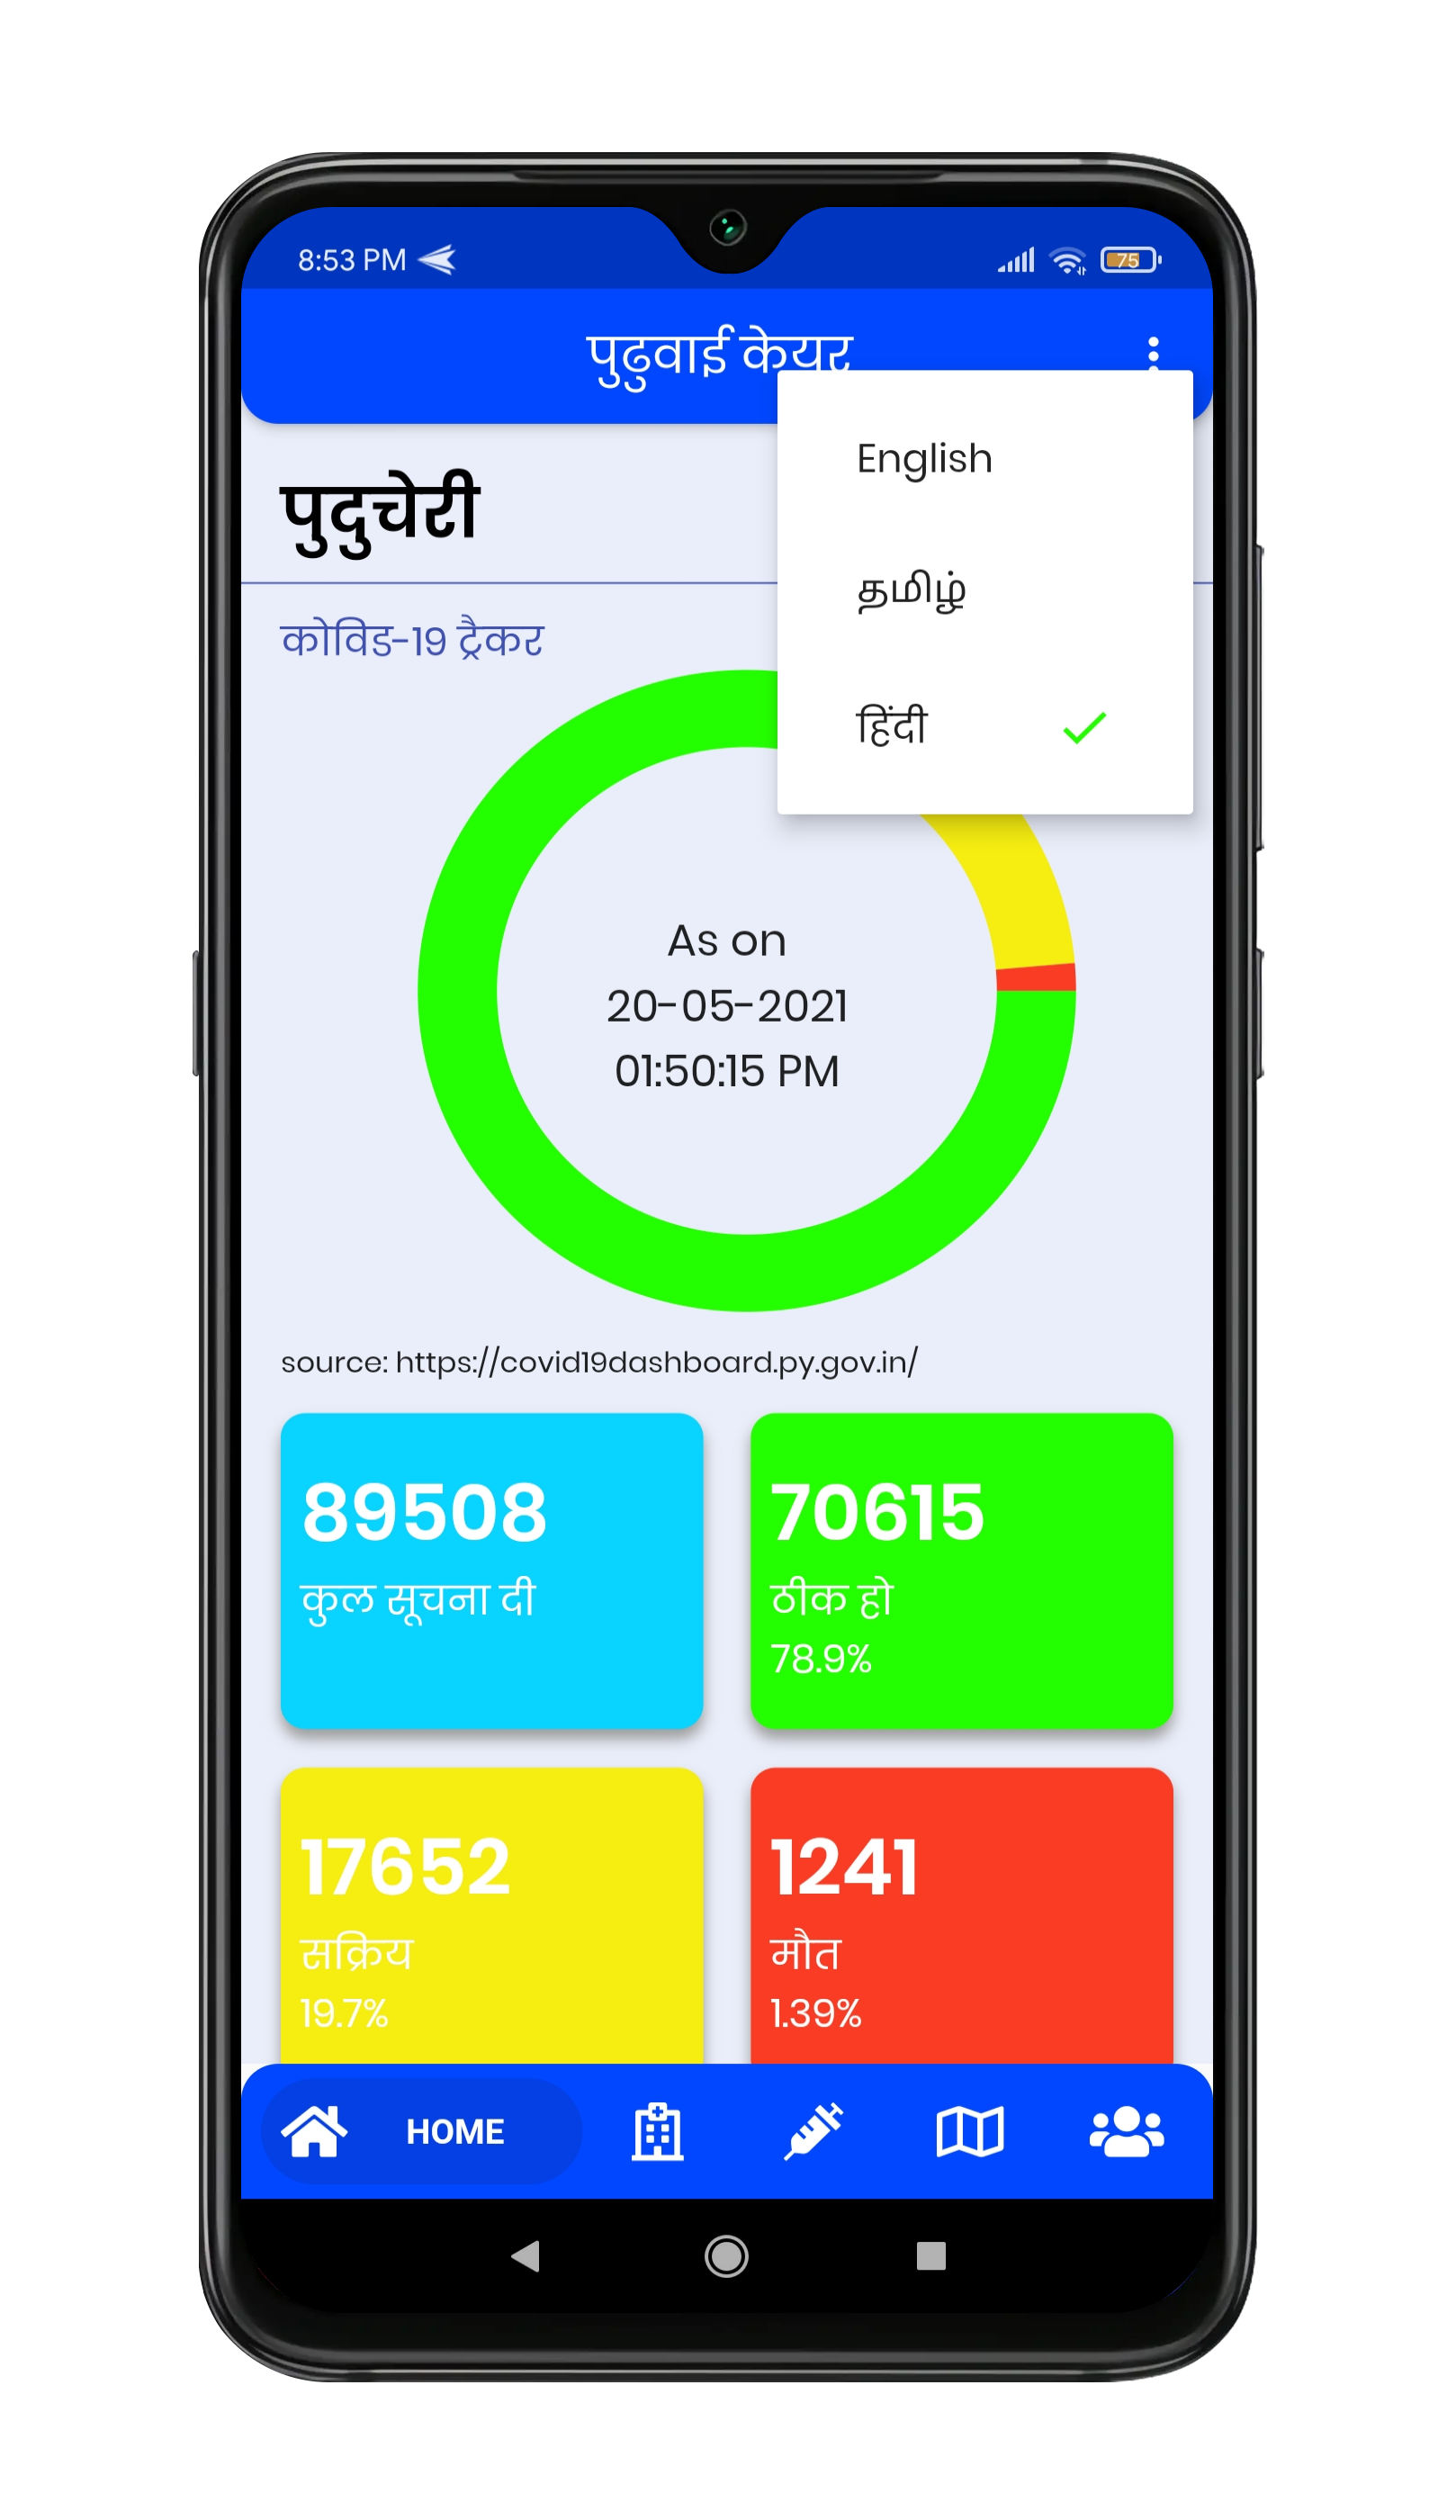 8:53 PM
75
पुढुवाई केयर
English
தமிழ்
हिंदी
पुदुचेरी
कोविड-19 ट्रैकर
As on
20-05-2021
01:50:15 PM
source: https://covid19dashboard.py.gov.in/
89508
कुल सूचना दी
70615
ठीक हो
78.9%
17652
सक्रिय
19.7%
1241
मौत
1.39%
HOME